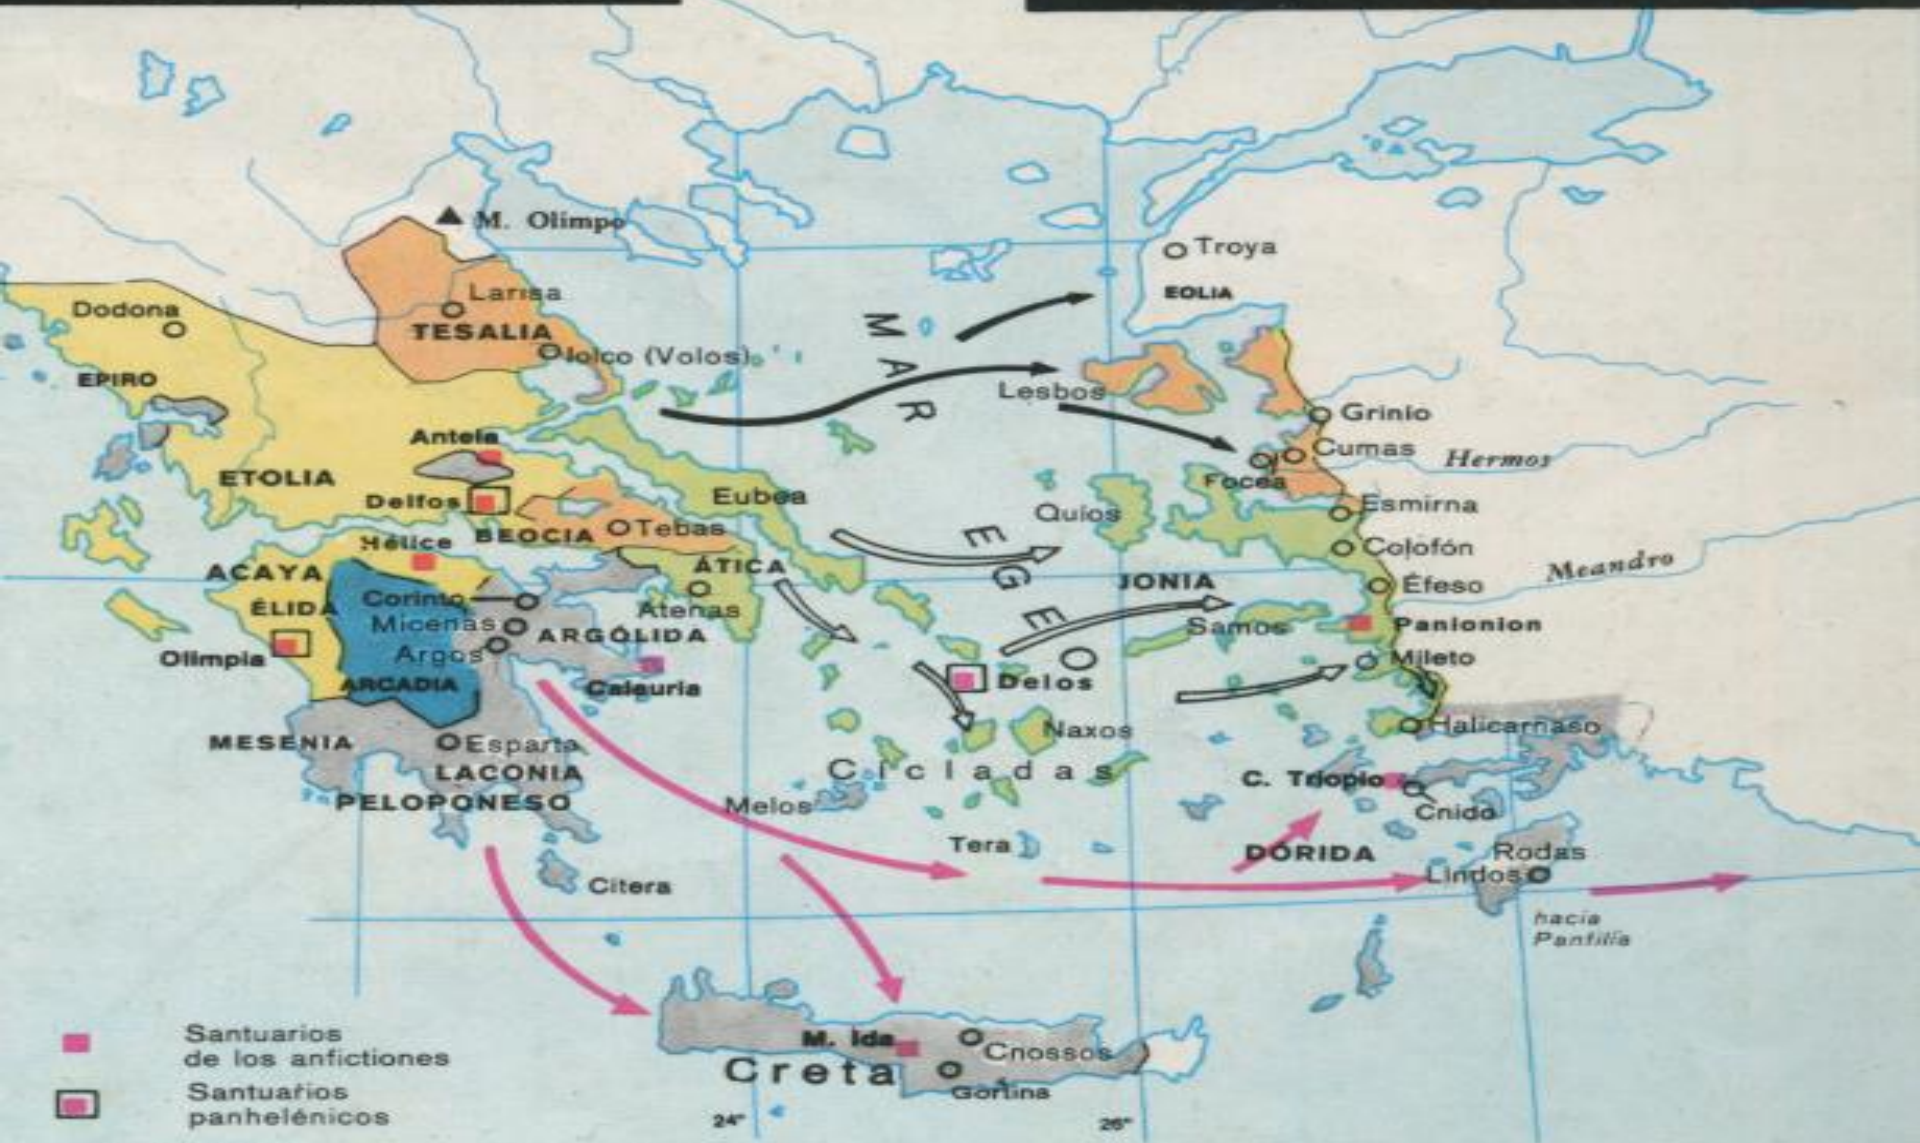 M. Olimpo
Troya
Larisa
EOLIA
Dodona
TESALIA
Iolco (Volos)
MAR
EPIRO
Lesbos
Grinio
Antela
Cumas
Hermos
ETOLIA
Focea
Delfos
Eubea
Quíos
Esmirna
BEOCIA
Tebas
EGEO
Hélice
Colofón
ACAYA
ÁTICA
JONIA
Meandro
Éfeso
Corinto
ÉLIDA
Atenas
Micenas
ARGÓLIDA
Samos
Panionion
Olimpia
Argos
Mileto
ARCADIA
Calauria
Delos
MESENIA
Esparta
Naxos
Halicarnaso
LACONIA
Cícladas
C. Triopio
PELOPONESO
Melos
Cnido
Tera
DÓRIDA
Rodas
Lindos
Citera
hacia
Panfilia
Santuarios
de los anfictiones
M. Ida
Cnossos
Creta
Gortina
Santuarios
panhelénicos
24°
26°